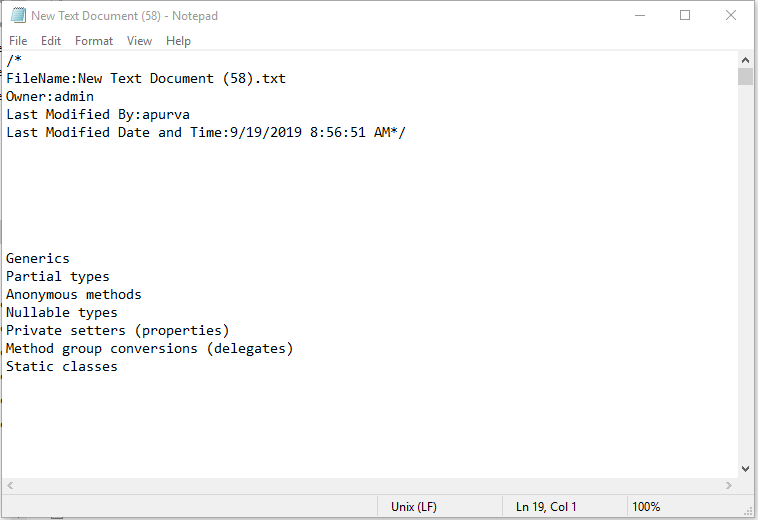 New Text Document (58) - Notepad
File Edit Format View Help
/*
FileName:New Text Document (58).txt
Owner:admin
Last Modified By:apurva
Last Modified Date and Time:9/19/2019 8:56:51 AM*/
Generics
Partial types
Anonymous methods
Nullable types
Private setters (properties)
Method group conversions (delegates)
Static classes
Unix (LF) Ln 19, Col 1 100%